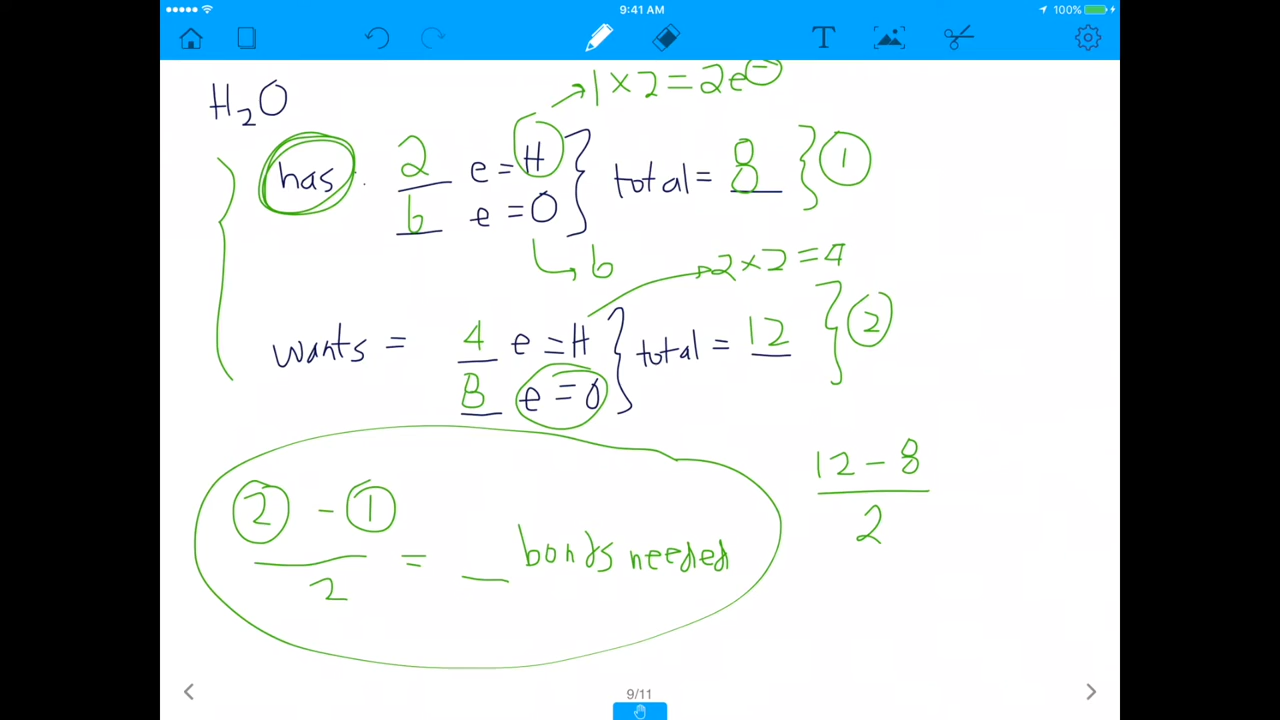 9:41 AM
100%
T
1 × 2 = 2e⁻
H₂O
has 2 e = H total = 8 } ①
6 e = O
↳ 6
2 × 2 = 4
wants = 4 e = H total = 12 } ②
8 e = O
12 - 8
2
② - ①
2
= __ bonds needed
9/11